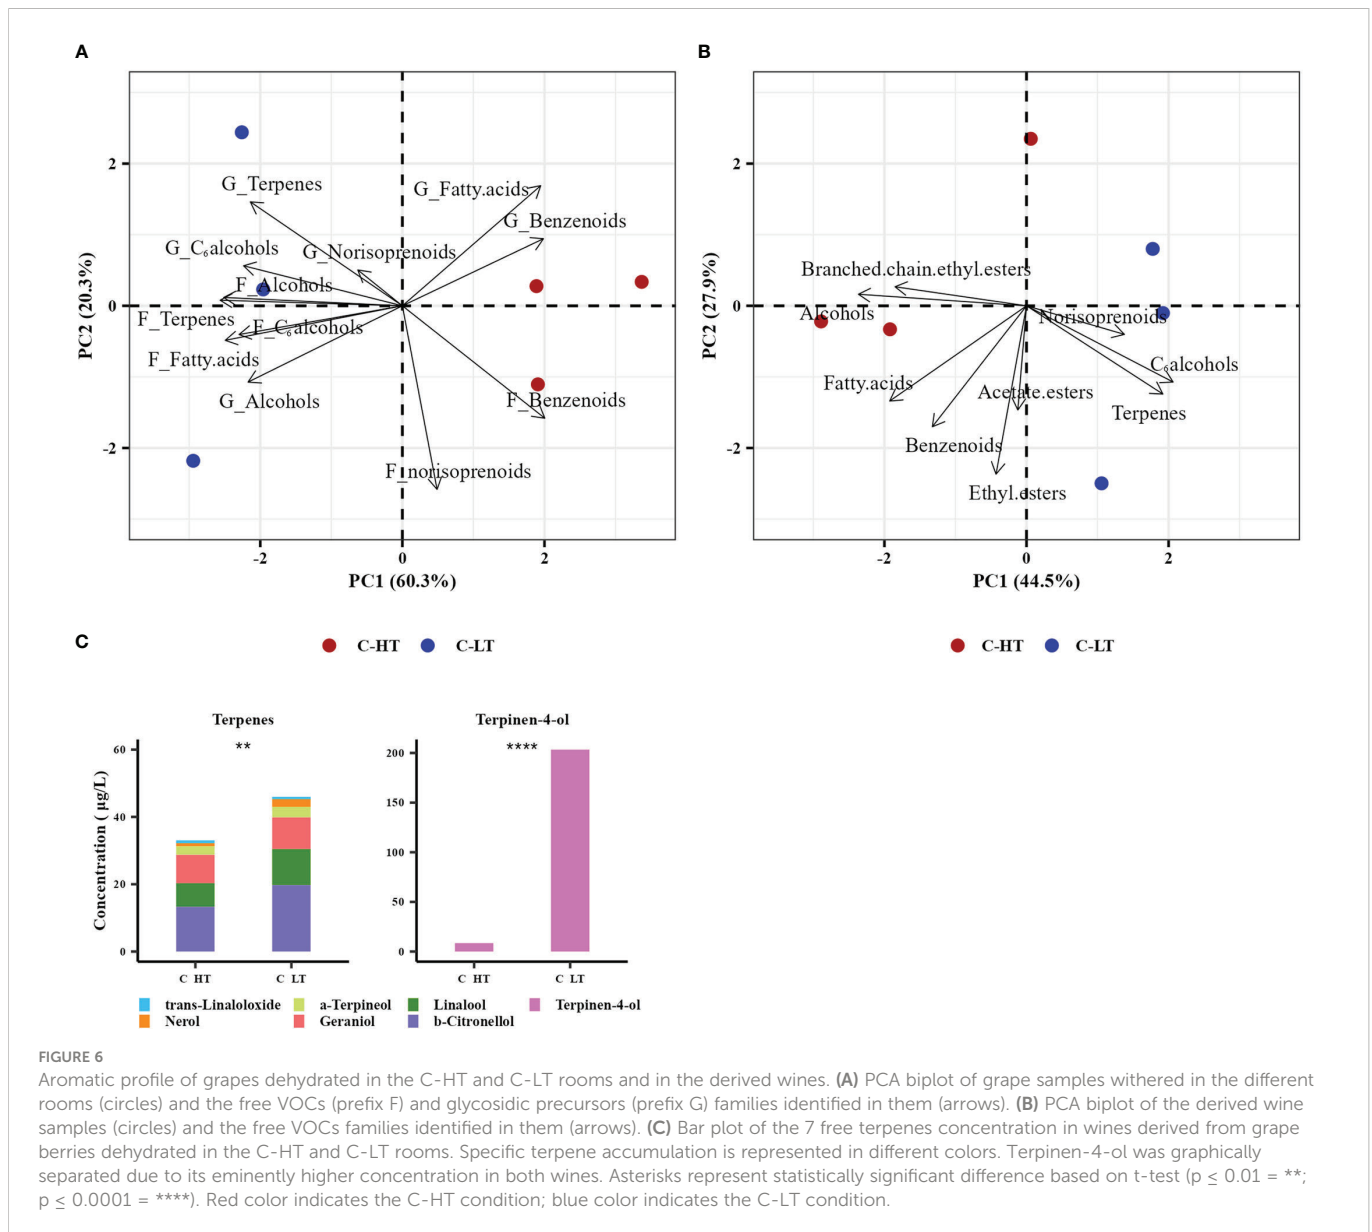 A
B
G_Terpenes
G_Fatty.acids
G_Benzenoids
G_C₆alcohols
G_Norisoprenoids
F_Alcohols
F_Terpenes
F_C₆alcohols
F_Fatty.acids
G_Alcohols
F_Benzenoids
F_norisoprenoids
2
0
-2
PC2 (20.3%)
-2
0
2
PC1 (60.3%)
Branched.chain.ethyl.esters
Alcohols
Norisoprenoids
C₆alcohols
Fatty.acids
Acetate.esters
Terpenes
Benzenoids
Ethyl.esters
2
0
-2
PC2 (27.9%)
-2
0
2
PC1 (44.5%)
C
C-HT
C-LT
C-HT
C-LT
Terpenes
**
60
40
20
0
Concentration ( µg/L)
C HT
C LT
Terpinen-4-ol
****
200
150
100
50
0
C HT
C LT
trans-Linaloloxide
a-Terpineol
Linalool
Terpinen-4-ol
Nerol
Geraniol
b-Citronellol
FIGURE 6
Aromatic profile of grapes dehydrated in the C-HT and C-LT rooms and in the derived wines. (A) PCA biplot of grape samples withered in the different
rooms (circles) and the free VOCs (prefix F) and glycosidic precursors (prefix G) families identified in them (arrows). (B) PCA biplot of the derived wine
samples (circles) and the free VOCs families identified in them (arrows). (C) Bar plot of the 7 free terpenes concentration in wines derived from grape
berries dehydrated in the C-HT and C-LT rooms. Specific terpene accumulation is represented in different colors. Terpinen-4-ol was graphically
separated due to its eminently higher concentration in both wines. Asterisks represent statistically significant difference based on t-test (p ≤ 0.01 = **;
p ≤ 0.0001 = ****). Red color indicates the C-HT condition; blue color indicates the C-LT condition.